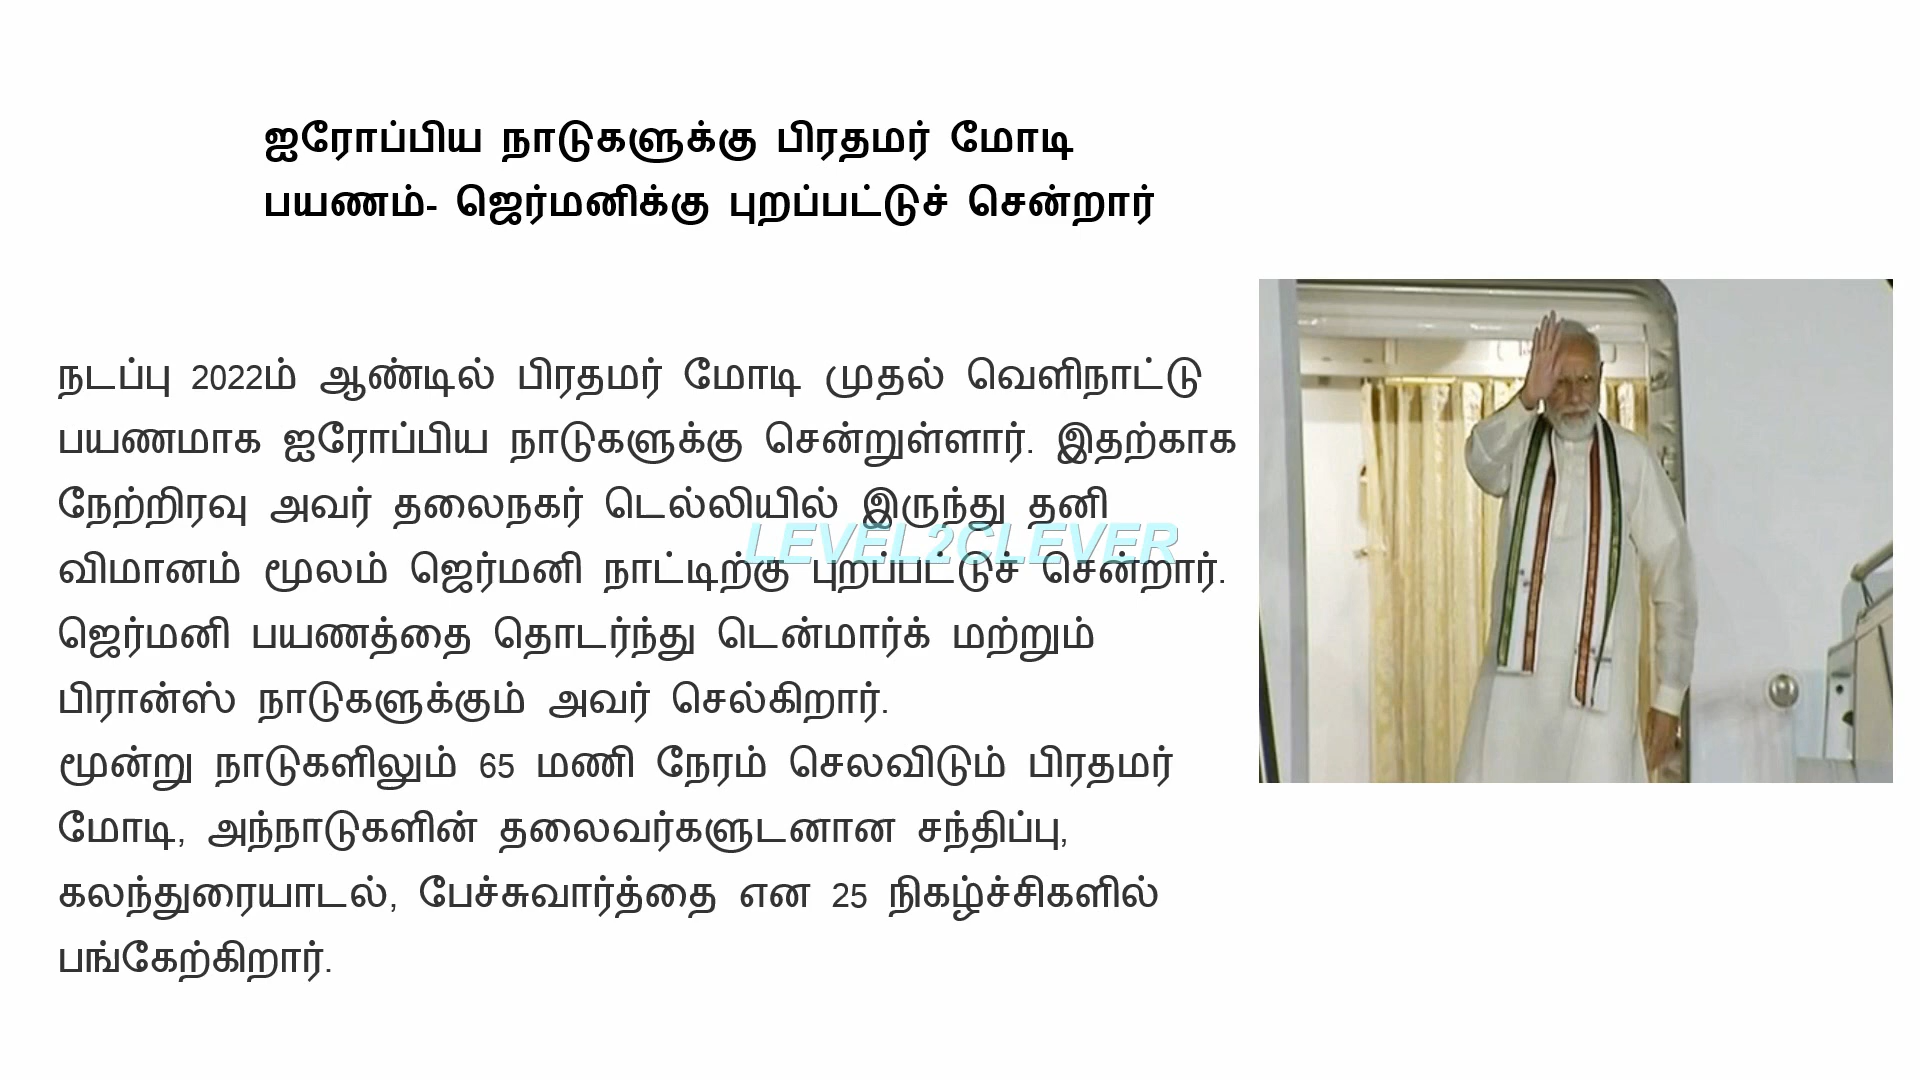 ஐரோப்பிய நாடுகளுக்கு பிரதமர் மோடி
பயணம்- ஜெர்மனிக்கு புறப்பட்டுச் சென்றார்
நடப்பு 2022ம் ஆண்டில் பிரதமர் மோடி முதல் வெளிநாட்டு
பயணமாக ஐரோப்பிய நாடுகளுக்கு சென்றுள்ளார். இதற்காக
நேற்றிரவு அவர் தலைநகர் டெல்லியில் இருந்து தனி
LEVEL2CLEVER
விமானம் மூலம் ஜெர்மனி நாட்டிற்கு புறப்பட்டுச் சென்றார்.
ஜெர்மனி பயணத்தை தொடர்ந்து டென்மார்க் மற்றும்
பிரான்ஸ் நாடுகளுக்கும் அவர் செல்கிறார்.
மூன்று நாடுகளிலும் 65 மணி நேரம் செலவிடும் பிரதமர்
மோடி, அந்நாடுகளின் தலைவர்களுடனான சந்திப்பு,
கலந்துரையாடல், பேச்சுவார்த்தை என 25 நிகழ்ச்சிகளில்
பங்கேற்கிறார்.